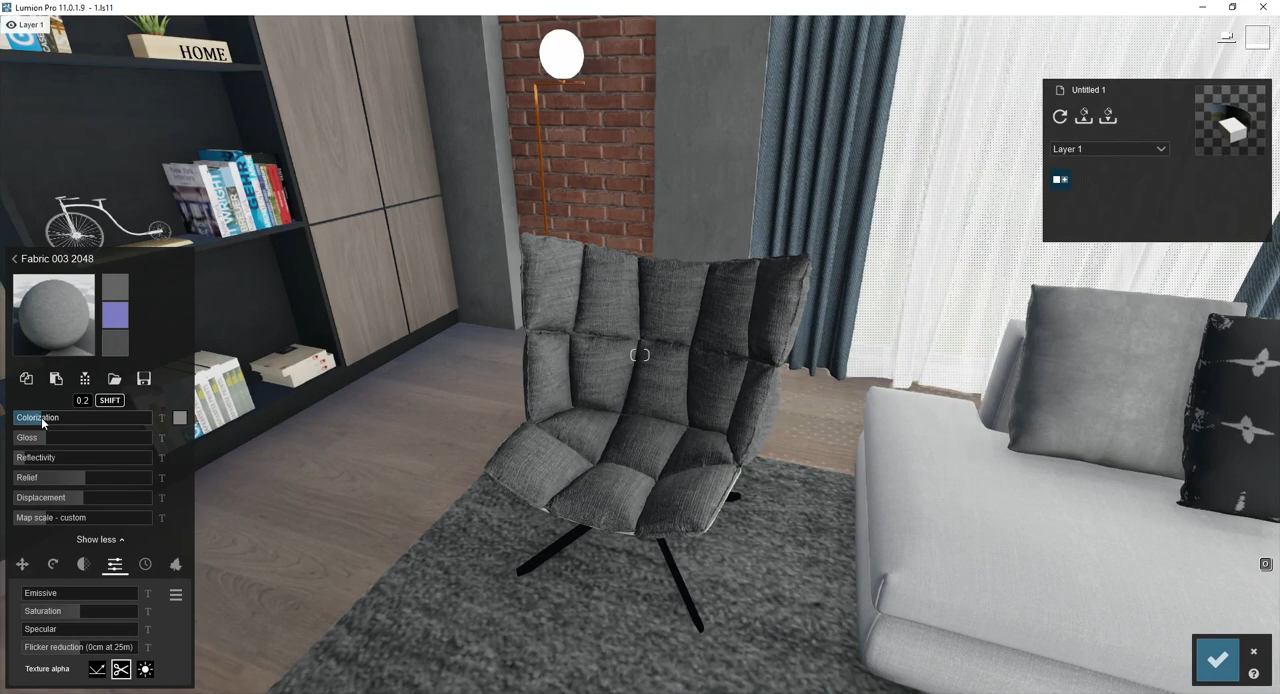 Lumion Pro 11.0.1.9 - 1.ls11
Layer 1
HOME
Untitled 1
Layer 1
Fabric 003 2048
0.2 SHIFT
Colorization T
Gloss T
Reflectivity
Relief T
Displacement T
Map scale - custom T
Show less
Emissive T
Saturation T
Specular T
Flicker reduction (0cm at 25m) T
Texture alpha